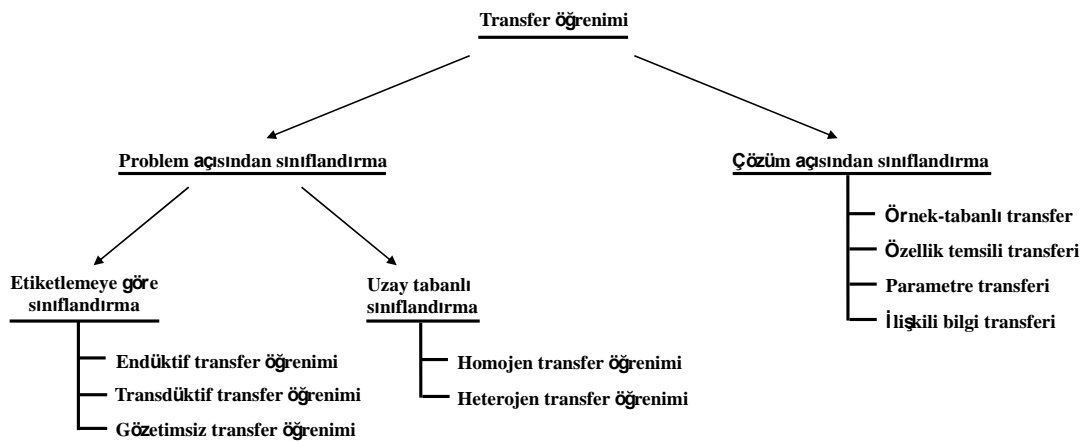 Transfer öğrenimi
Problem açısından sınıflandırma
Çözüm açısından sınıflandırma
Örnek-tabanlı transfer
Özellik temsili transferi
Parametre transferi
İlişkili bilgi transferi
Etiketlemeye göre
sınıflandırma
Endüktif transfer öğrenimi
Transdüktif transfer öğrenimi
Gözetimsiz transfer öğrenimi
Uzay tabanlı
sınıflandırma
Homojen transfer öğrenimi
Heterojen transfer öğrenimi